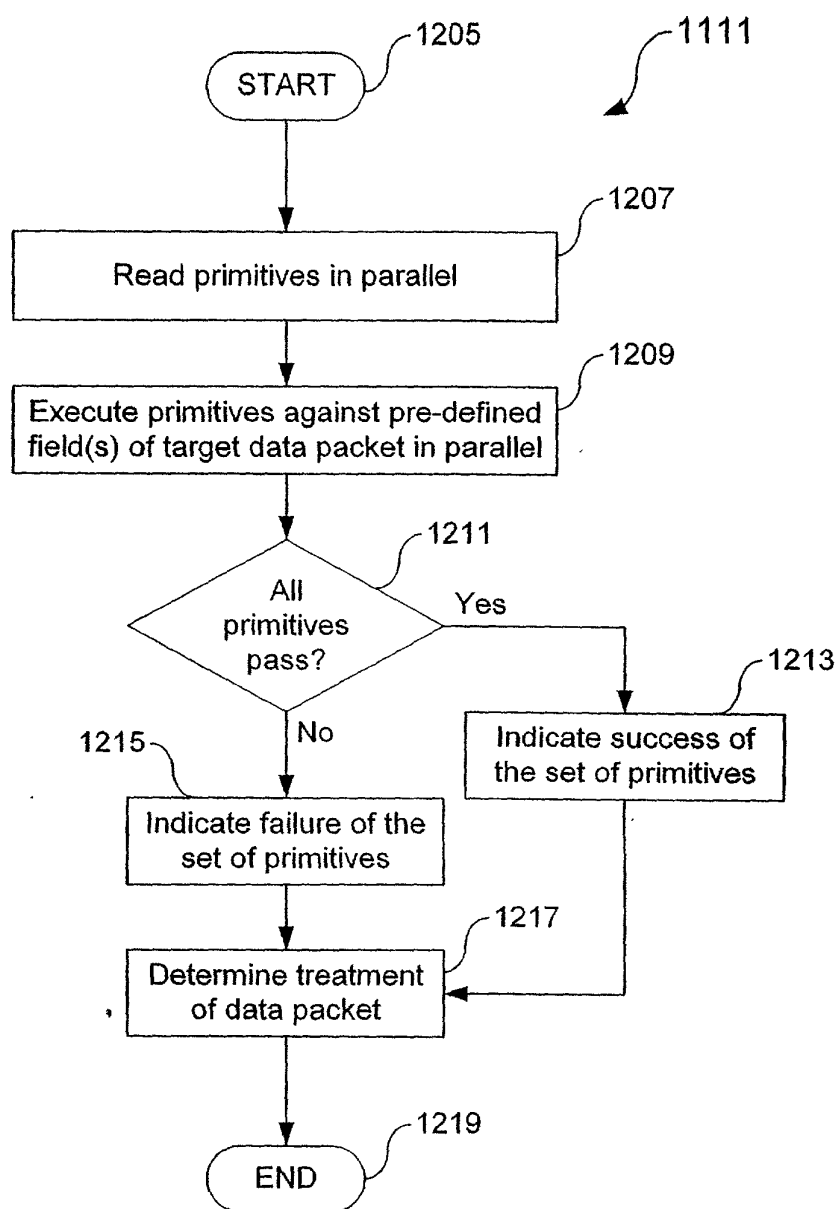 1205
1111
START
1207
Read primitives in parallel
1209
Execute primitives against pre-defined
field(s) of target data packet in parallel
1211
All
primitives
pass?
Yes
1213
No
Indicate success of
the set of primitives
1215
Indicate failure of the
set of primitives
1217
Determine treatment
of data packet
1219
END